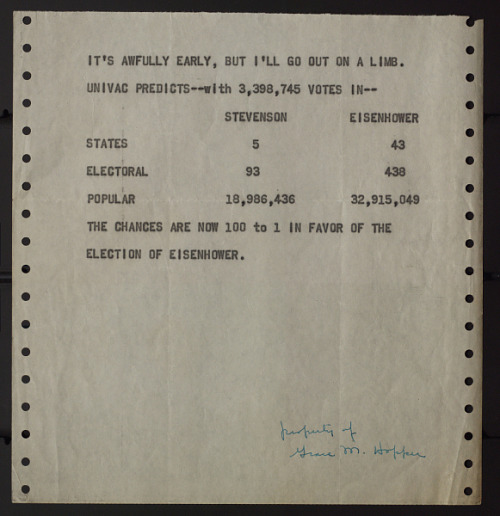 IT'S AWFULLY EARLY, BUT I'LL GO OUT ON A LIMB.
UNIVAC PREDICTS--with 3,398,745 VOTES IN--
STEVENSON EISENHOWER
STATES 5 43
ELECTORAL 93 438
POPULAR 18,986,436 32,915,049
THE CHANCES ARE NOW 100 to 1 IN FAVOR OF THE
ELECTION OF EISENHOWER.
property of
Grace M. Hopper